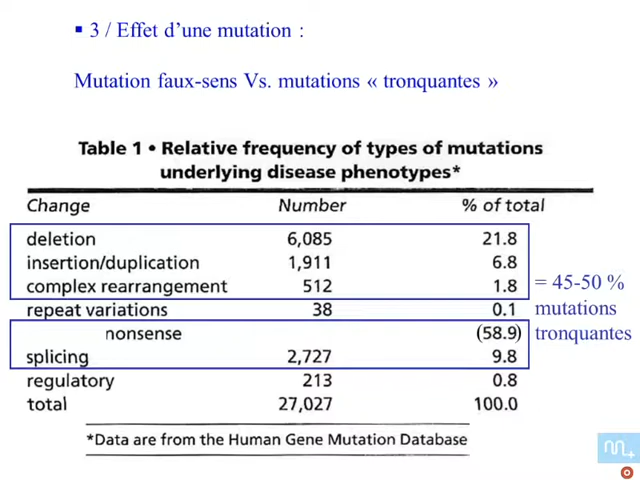 3 / Effet d’une mutation :
Mutation faux-sens Vs. mutations « tronquantes »
Table 1 • Relative frequency of types of mutations
underlying disease phenotypes*
Change Number % of total
deletion 6,085 21.8
insertion/duplication 1,911 6.8
complex rearrangement 512 1.8
repeat variations 38 0.1
nonsense (58.9)
splicing 2,727 9.8
regulatory 213 0.8
total 27,027 100.0
= 45-50 %
mutations
tronquantes
*Data are from the Human Gene Mutation Database